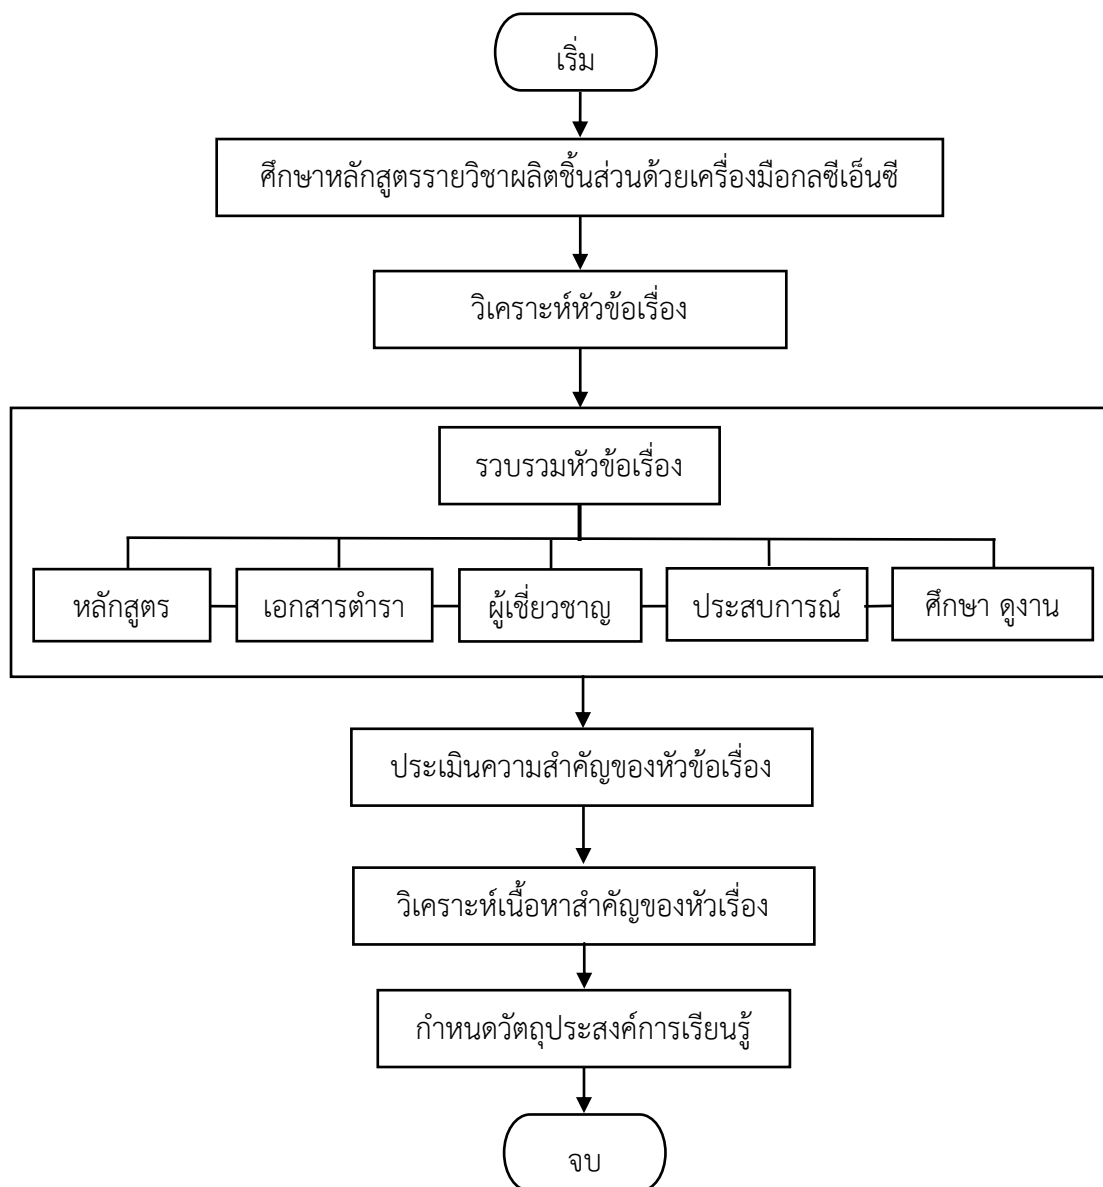 เริ่ม
ศึกษาหลักสูตรรายวิชาผลิตชิ้นส่วนด้วยเครื่องมือกลซีเอ็นซี
วิเคราะห์หัวข้อเรื่อง
รวบรวมหัวข้อเรื่อง
หลักสูตร
เอกสารตำรา
ผู้เชี่ยวชาญ
ประสบการณ์
ศึกษา ดูงาน
ประเมินความสำคัญของหัวข้อเรื่อง
วิเคราะห์เนื้อหาสำคัญของหัวเรื่อง
กำหนดวัตถุประสงค์การเรียนรู้
จบ